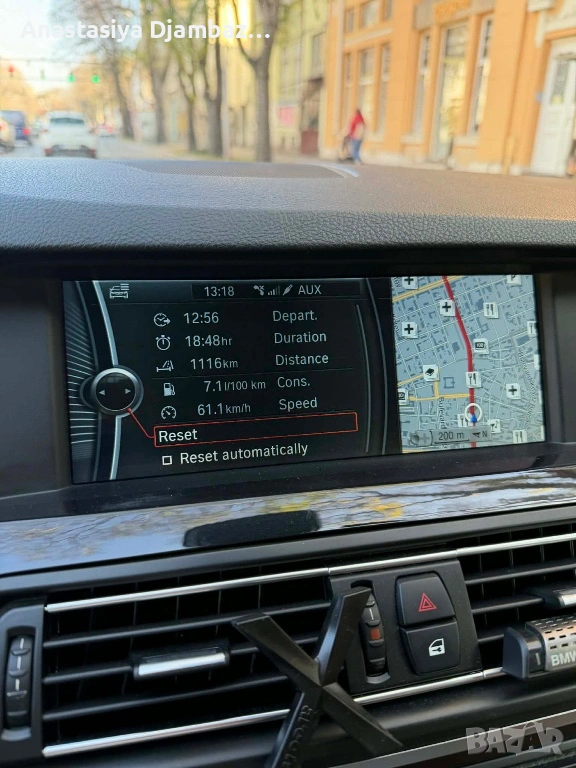 Anastasiya Djambaz...
13:18 AUX
12:56 Depart.
18:48hr Duration
1116km Distance
7.1l/100 km Cons.
61.1km/h Speed
Reset
Reset automatically
200 m N
BMW
BAZAR